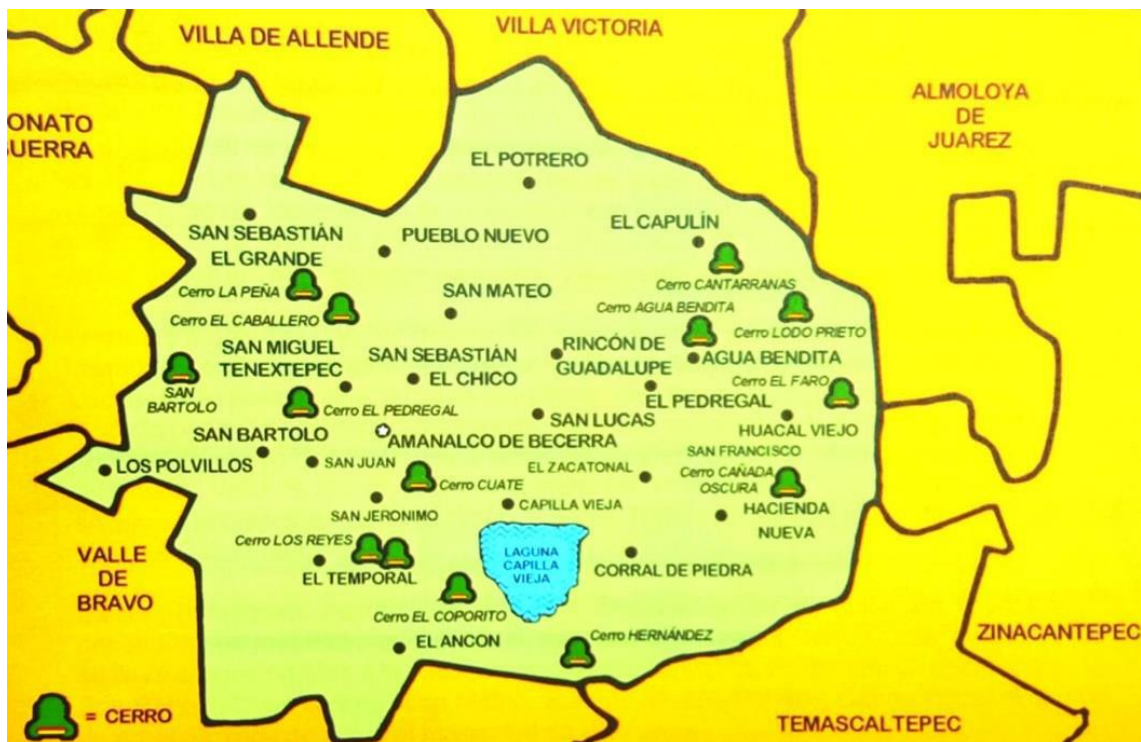 VILLA DE ALLENDE
VILLA VICTORIA
ALMOLOYA
DE
JUAREZ
ONATO
GUERRA
EL POTRERO
SAN SEBASTIÁN
EL GRANDE
PUEBLO NUEVO
EL CAPULÍN
Cerro LA PEÑA
Cerro CANTARRANAS
SAN MATEO
Cerro AGUA BENDITA
Cerro EL CABALLERO
Cerro LODO PRIETO
SAN MIGUEL
TENEXTEPEC
SAN SEBASTIÁN
EL CHICO
RINCÓN DE
GUADALUPE
AGUA BENDITA
Cerro EL FARO
SAN
BARTOLO
Cerro EL PEDREGAL
EL PEDREGAL
SAN LUCAS
HUACAL VIEJO
SAN BARTOLO
AMANALCO DE BECERRA
SAN FRANCISCO
LOS POLVILLOS
SAN JUAN
EL ZACATONAL
Cerro CAÑADA
OSCURA
Cerro CUATE
CAPILLA VIEJA
HACIENDA
NUEVA
SAN JERONIMO
Cerro LOS REYES
LAGUNA
CAPILLA
VIEJA
VALLE
DE
BRAVO
EL TEMPORAL
CORRAL DE PIEDRA
Cerro EL COPORITO
EL ANCON
Cerro HERNÁNDEZ
ZINACANTEPEC
= CERRO
TEMASCALTEPEC